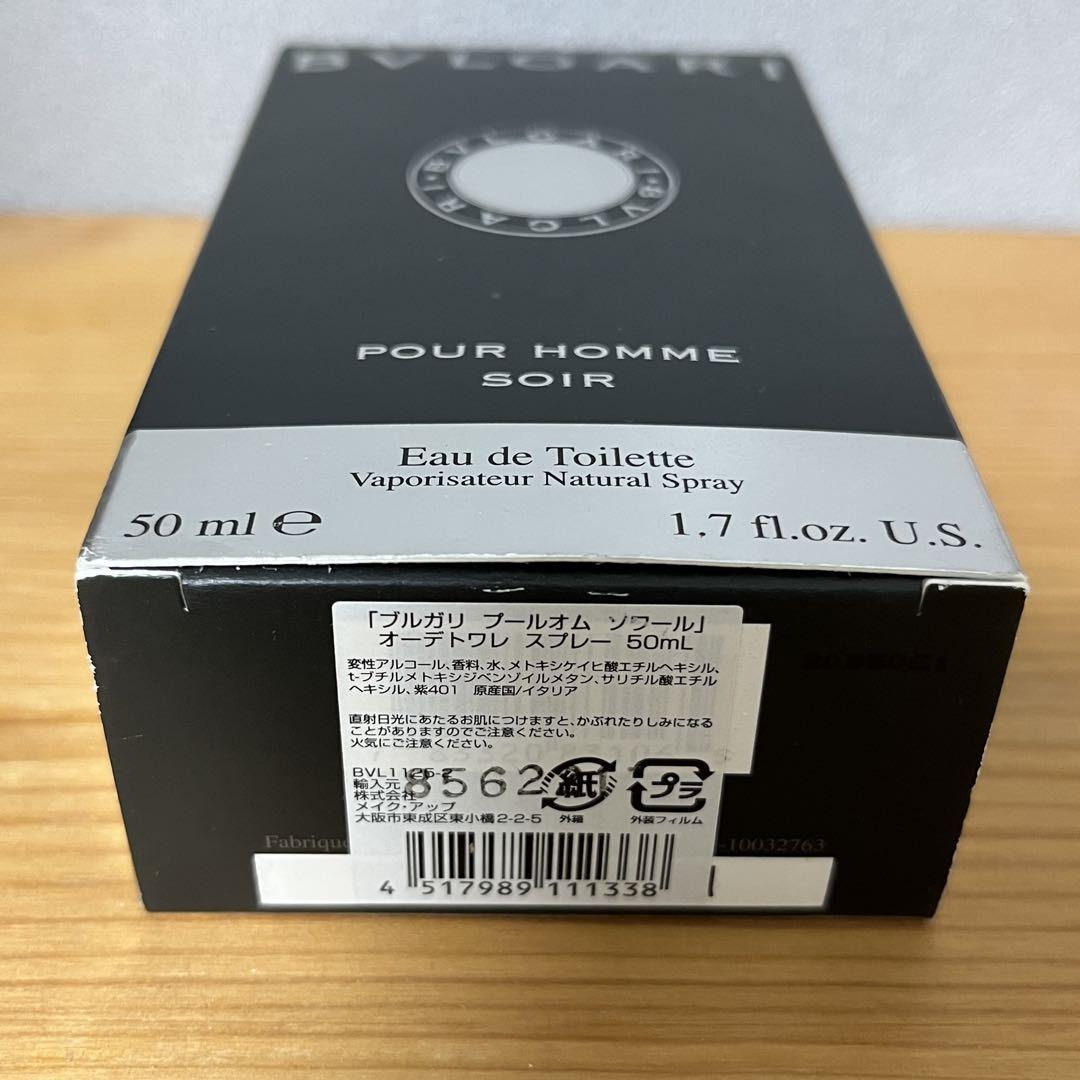 BVLGARI
BVLGARI • BVLGARI •
POUR HOMME
SOIR
Eau de Toilette
Vaporisateur Natural Spray
50 ml ℮
1,7 fl.oz. U.S.
「ブルガリ プールオム ソワール」
オーデトワレ スプレー 50mL
変性アルコール、香料、水、メトキシケイヒ酸エチルヘキシル、
t-ブチルメトキシジベンゾイルメタン、サリチル酸エチル
ヘキシル、紫401 原産国/イタリア
直射日光にあたるお肌につけますと、かぶれたりしみになる
ことがありますのでご注意ください。
火気にご注意ください。
BVL1125-2
輸入元
株式会社
メイク・アップ
大阪市東成区東小橋2-2-5
8562
紙
外箱
プラ
外装フィルム
Fabriqué
-10032763
4 517989 111338